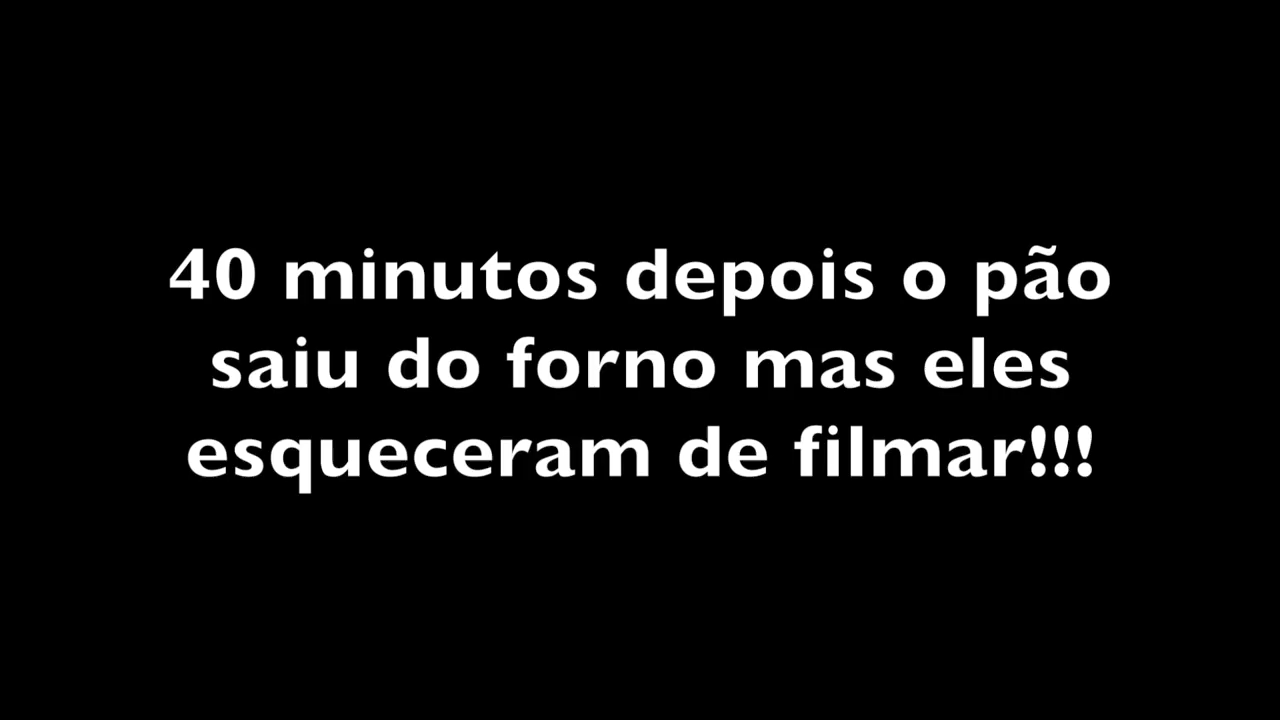 40 minutos depois o pão
saiu do forno mas eles
esqueceram de filmar!!!